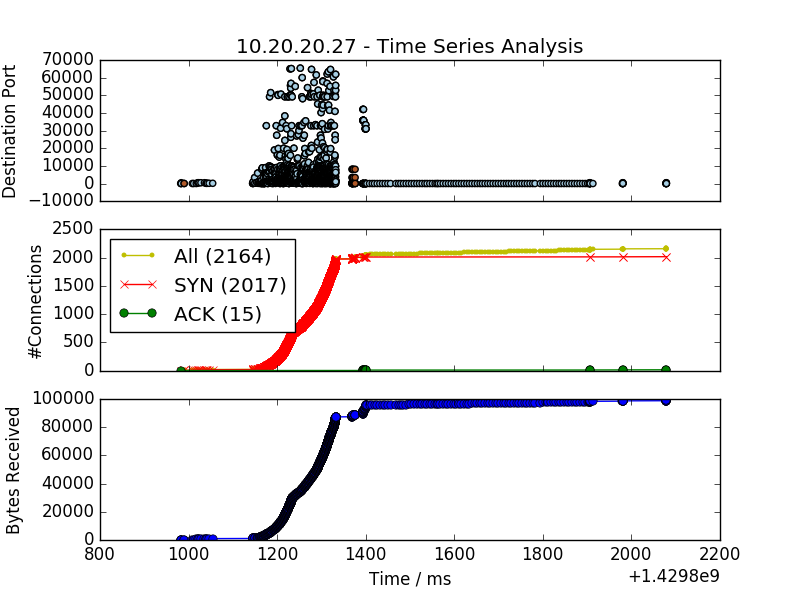 10.20.20.27 - Time Series Analysis
Destination Port
70000
60000
50000
40000
30000
20000
10000
0
−10000
#Connections
2500
2000
1500
1000
500
0
All (2164)
SYN (2017)
ACK (15)
Bytes Received
100000
80000
60000
40000
20000
0
800 1000 1200 1400 1600 1800 2000 2200
Time / ms
+1.4298e9